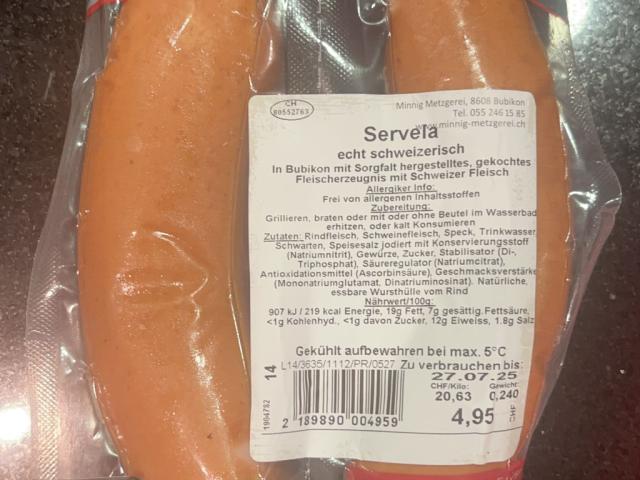 CH
80552763
Minnig Metzgerei, 8608 Bubikon
Tel. 055 246 15 85
www.minnig-metzgerei.ch
Servela
echt schweizerisch
In Bubikon mit Sorgfalt hergestelltes, gekochtes
Fleischerzeugnis mit Schweizer Fleisch
Allergiker Info:
Frei von allergenen Inhaltsstoffen
Zubereitung:
Grillieren, braten oder mit oder ohne Beutel im Wasserbad
erhitzen, oder kalt Konsumieren
Zutaten: Rindfleisch, Schweinefleisch, Speck, Trinkwasser
Schwarten, Speisesalz jodiert mit Konservierungsstoff
(Natriumnitrit), Gewürze, Zucker, Stabilisator (Di-,
Triphosphat), Säureregulator (Natriumcitrat),
Antioxidationsmittel (Ascorbinsäure), Geschmacksverstärke
(Mononatriumglutamat, Dinatriuminosinat). Natürliche,
essbare Wursthülle vom Rind
Nährwert/100g:
907 kJ / 219 kcal Energie, 19g Fett, 7g gesättig.Fettsäure,
<1g Kohlenhyd., <1g davon Zucker, 12g Eiweiss, 1.8g Salz
Gekühlt aufbewahren bei max. 5°C
L14/3635/1112/PR/0527 Zu verbrauchen bis:
27.07.25
CHF/Kilo: Gewicht:
20,63 0,240
4,95 CHF
2 189890 004959
14
1904782